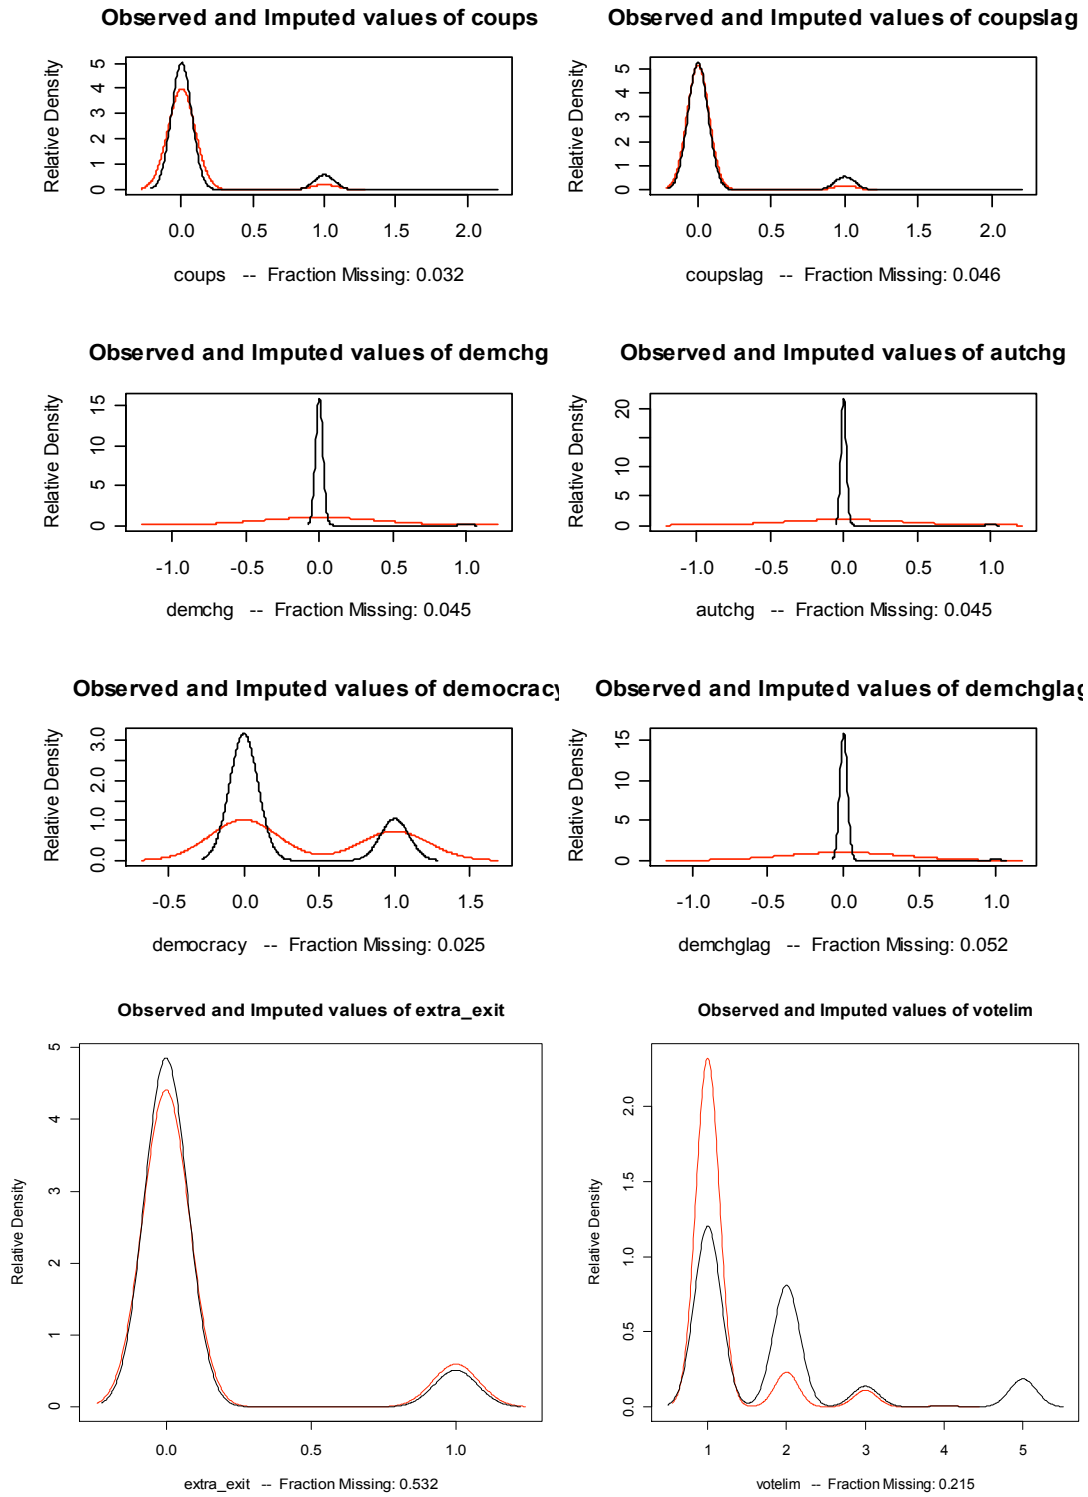 Observed and Imputed values of coups
Relative Density
5
4
3
2
1
0
0.0 0.5 1.0 1.5 2.0
coups -- Fraction Missing: 0.032
Observed and Imputed values of coupslag
Relative Density
5
4
3
2
1
0
0.0 0.5 1.0 1.5 2.0
coupslag -- Fraction Missing: 0.046
Observed and Imputed values of demchg
Relative Density
15
10
5
0
-1.0 -0.5 0.0 0.5 1.0
demchg -- Fraction Missing: 0.045
Observed and Imputed values of autchg
Relative Density
20
10
5
0
-1.0 -0.5 0.0 0.5 1.0
autchg -- Fraction Missing: 0.045
Observed and Imputed values of democracy
Relative Density
3.0
2.0
1.0
0.0
-0.5 0.0 0.5 1.0 1.5
democracy -- Fraction Missing: 0.025
Observed and Imputed values of demchglag
Relative Density
15
10
5
0
-1.0 -0.5 0.0 0.5 1.0
demchglag -- Fraction Missing: 0.052
Observed and Imputed values of extra_exit
Relative Density
5
4
3
2
1
0
0.0 0.5 1.0
extra_exit -- Fraction Missing: 0.532
Observed and Imputed values of votelim
Relative Density
2.0
1.5
1.0
0.5
0.0
1 2 3 4 5
votelim -- Fraction Missing: 0.215